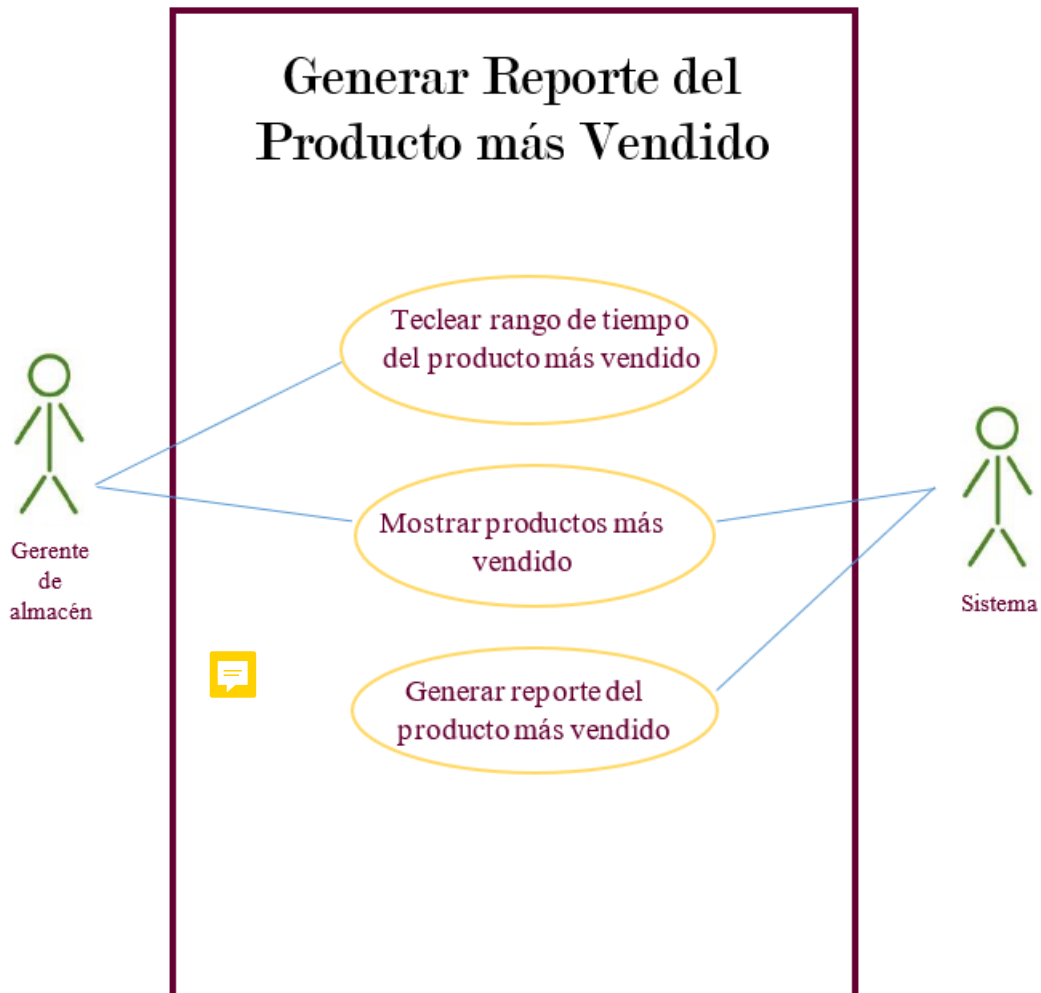 Generar Reporte del
Producto más Vendido
Teclear rango de tiempo
del producto más vendido
Gerente
de
almacén
Mostrar productos más
vendido
Sistema
Generar reporte del
producto más vendido